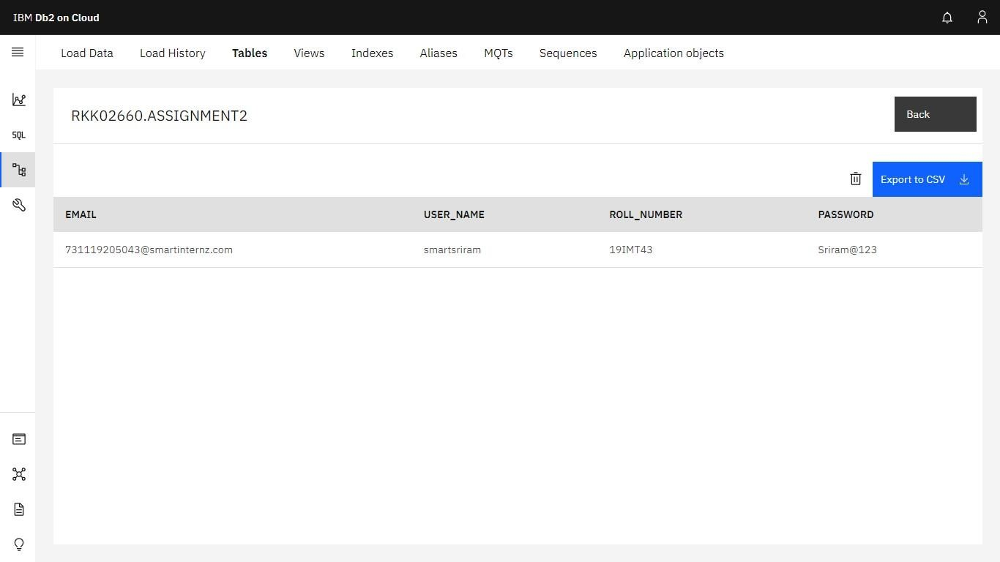 IBM Db2 on Cloud
Load Data Load History Tables Views Indexes Aliases MQTs Sequences Application objects
SQL
RKK02660.ASSIGNMENT2
Back
Export to CSV
EMAIL USER_NAME ROLL_NUMBER PASSWORD
731119205043@smartinternz.com smartsriram 19IMT43 Sriram@123